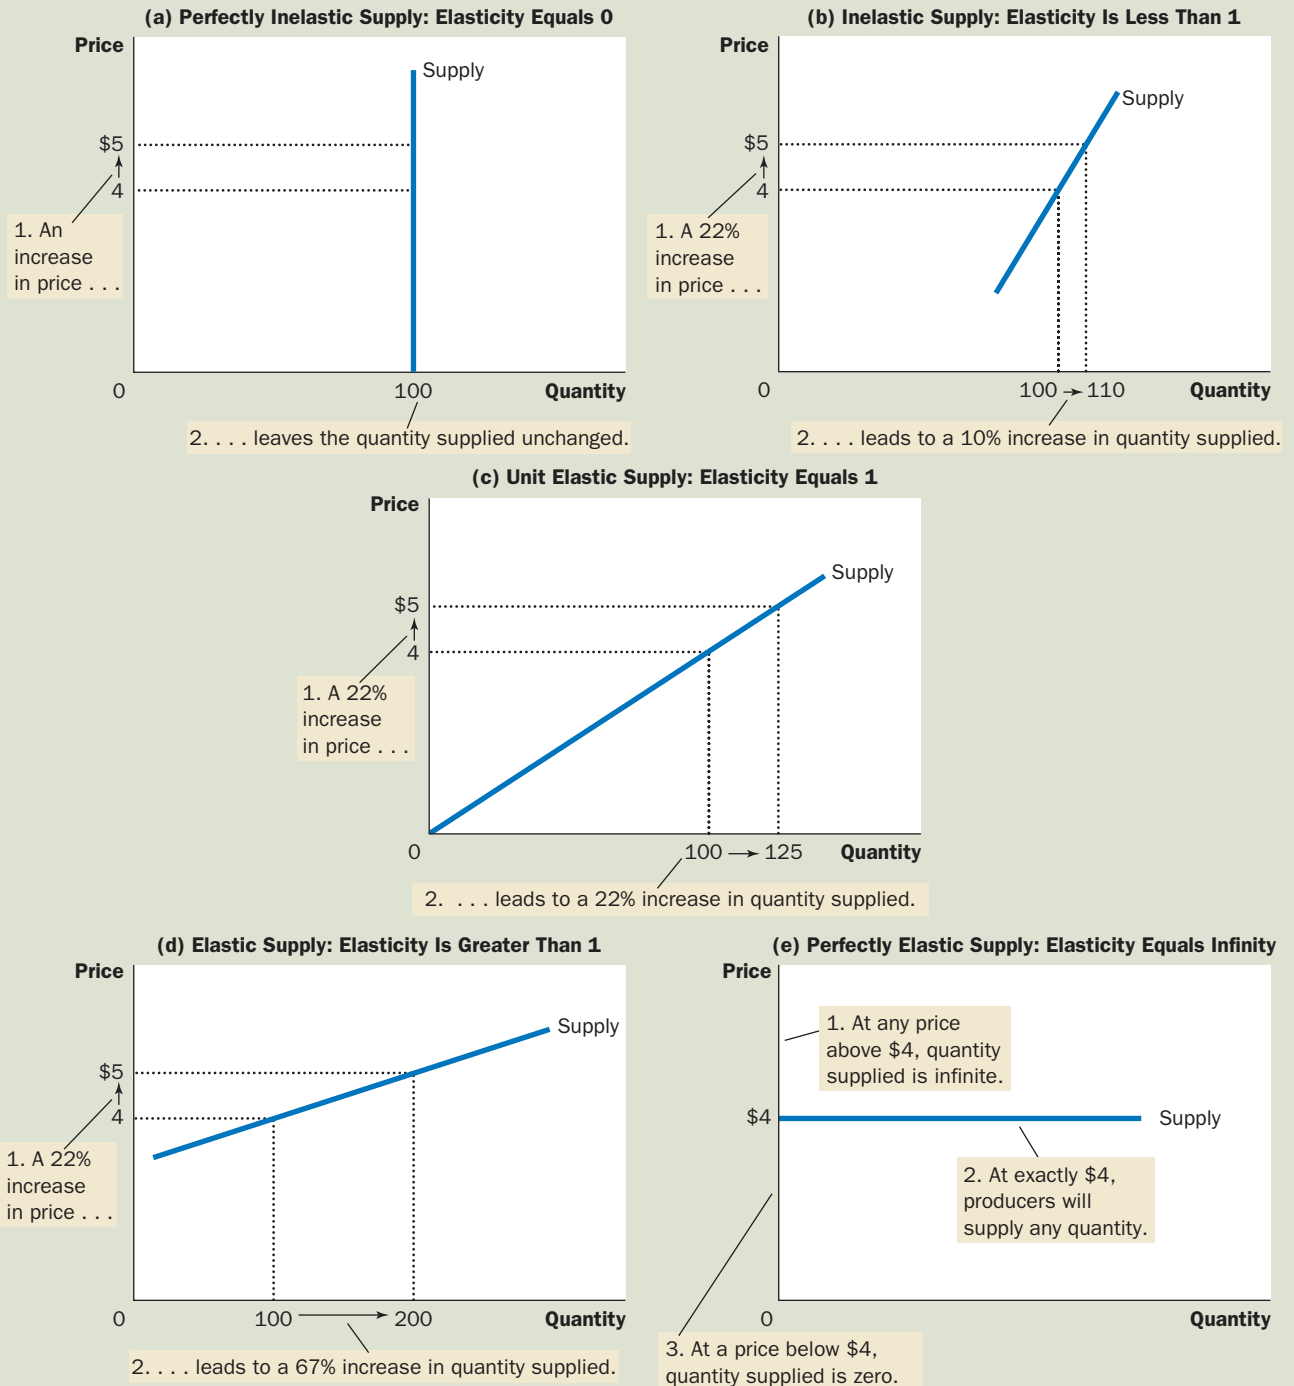 (a) Perfectly Inelastic Supply: Elasticity Equals 0
Price
Supply
$5
4
1. An
increase
in price . . .
0
100
Quantity
2. . . . leaves the quantity supplied unchanged.
(b) Inelastic Supply: Elasticity Is Less Than 1
Price
Supply
$5
4
1. A 22%
increase
in price . . .
0
100 110
Quantity
2. . . . leads to a 10% increase in quantity supplied.
(c) Unit Elastic Supply: Elasticity Equals 1
Price
Supply
$5
4
1. A 22%
increase
in price . . .
0
100 125
Quantity
2. . . . leads to a 22% increase in quantity supplied.
(d) Elastic Supply: Elasticity Is Greater Than 1
Price
Supply
$5
4
1. A 22%
increase
in price . . .
0
100 200
Quantity
2. . . . leads to a 67% increase in quantity supplied.
(e) Perfectly Elastic Supply: Elasticity Equals Infinity
Price
1. At any price
above $4, quantity
supplied is infinite.
$4
Supply
2. At exactly $4,
producers will
supply any quantity.
0
Quantity
3. At a price below $4,
quantity supplied is zero.